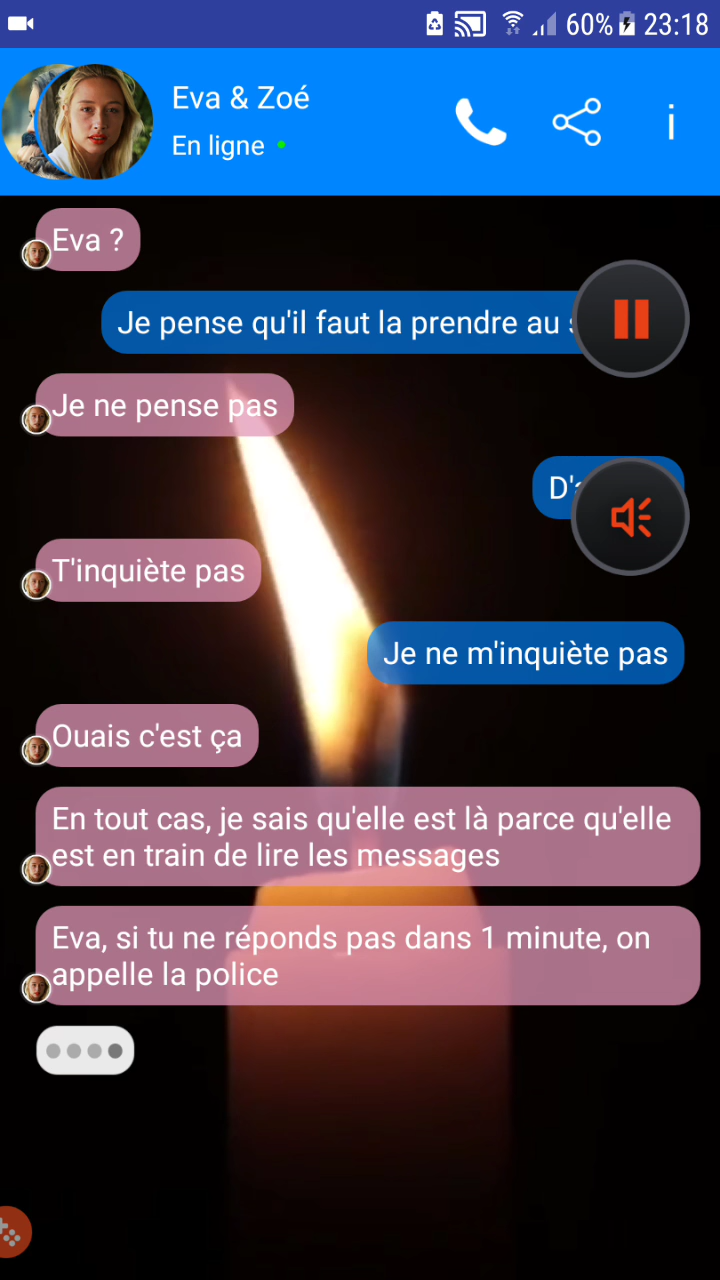 60% 23:18
Eva & Zoé
En ligne
Eva ?
Je pense qu'il faut la prendre au
Je ne pense pas
T'inquiète pas
Je ne m'inquiète pas
Ouais c'est ça
En tout cas, je sais qu'elle est là parce qu'elle
est en train de lire les messages
Eva, si tu ne réponds pas dans 1 minute, on
appelle la police